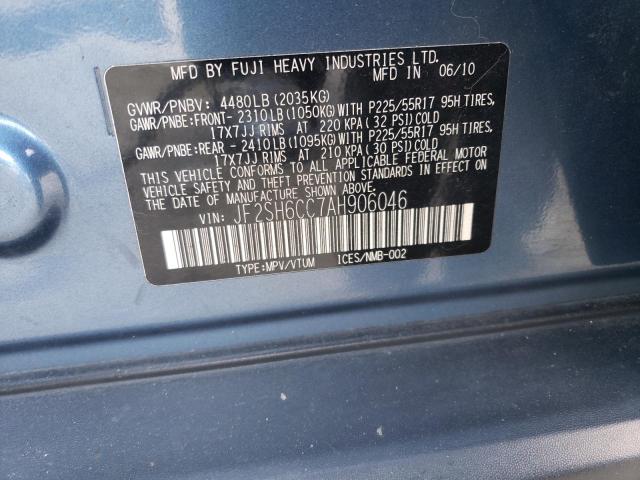 MFD BY FUJI HEAVY INDUSTRIES LTD.
MFD IN 06/10
GVWR/PNBV: 4480LB (2035KG)
GAWR/PNBE:FRONT- 2310LB (1050KG)WITH P225/55R17 95H TIRES,
17X7JJ RIMS AT 220 KPA (32 PSI) COLD
GAWR/PNBE:REAR - 2410LB (1095KG)WITH P225/55R17 95H TIRES,
17X7JJ RIMS AT 210 KPA (30 PSI) COLD
THIS VEHICLE CONFORMS TO ALL APPLICABLE FEDERAL MOTOR
VEHICLE SAFETY AND THEFT PREVENTION STANDARDS IN EFFECT ON
THE DATE OF MANUFACTURE SHOWN ABOVE.
VIN: JF2SH6CC7AH906046
TYPE:MPV/VTUM ICES/NMB-002